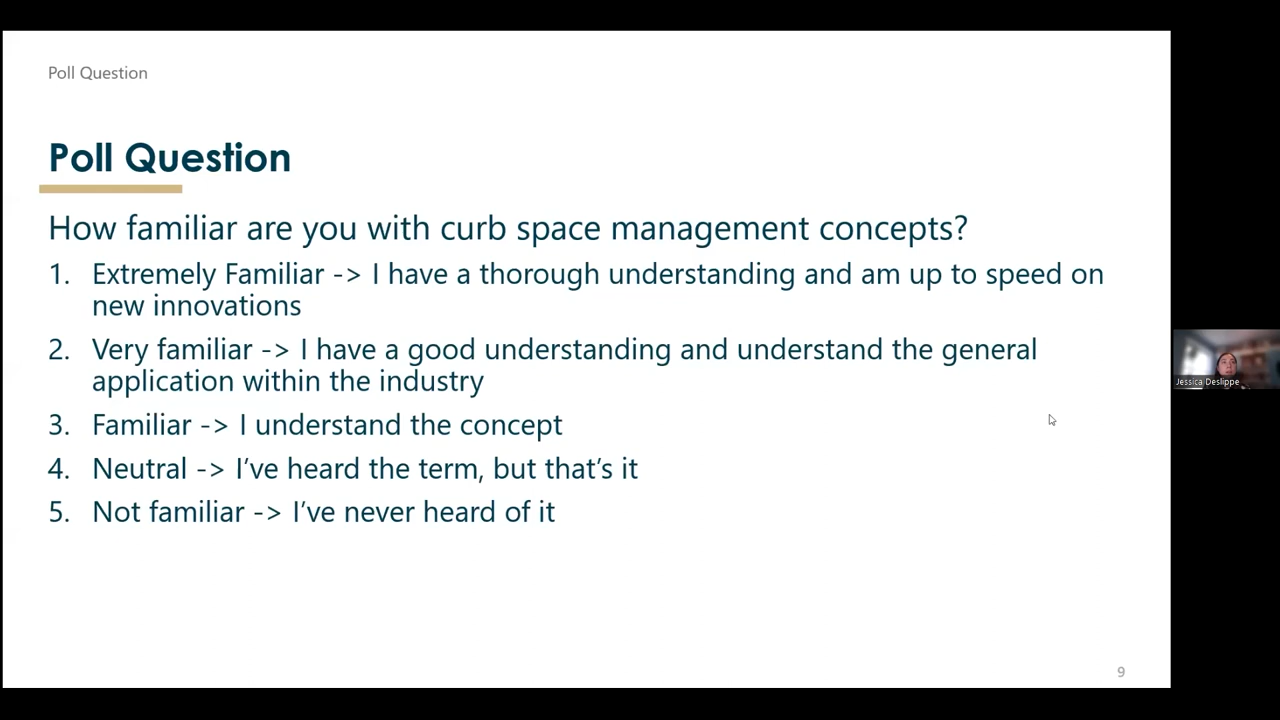 Poll Question
Poll Question
How familiar are you with curb space management concepts?
1. Extremely Familiar -> I have a thorough understanding and am up to speed on
new innovations
2. Very familiar -> I have a good understanding and understand the general
application within the industry
3. Familiar -> I understand the concept
4. Neutral -> I’ve heard the term, but that’s it
5. Not familiar -> I’ve never heard of it
Jessica Deslippe
9